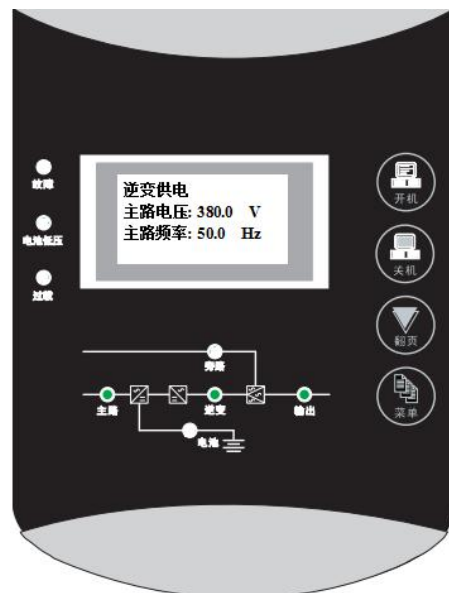 故障
电池低压
过载
逆变供电
主路电压: 380.0 V
主路频率: 50.0 Hz
开机
关机
翻页
菜单
旁路
主路
逆变
输出
电池